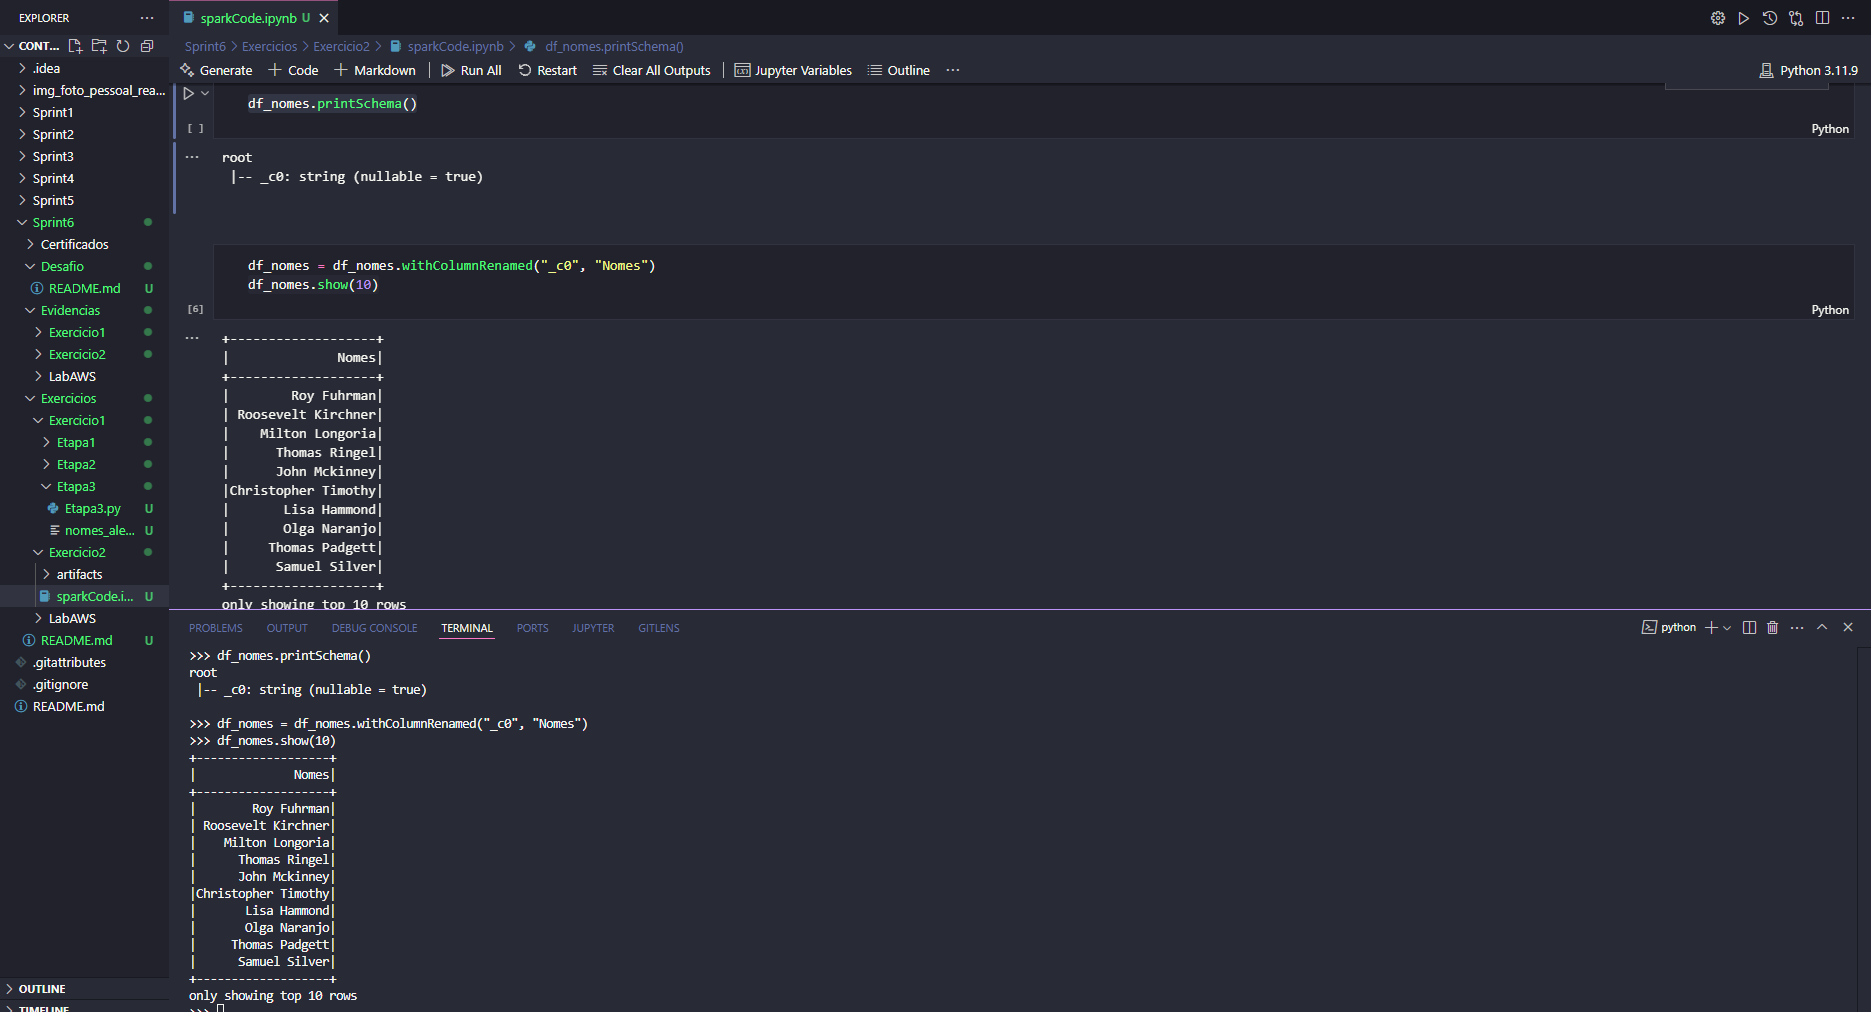 EXPLORER
CONT...
.idea
img_foto_pessoal_rea...
Sprint1
Sprint2
Sprint3
Sprint4
Sprint5
Sprint6
Certificados
Desafio
README.md U
Evidencias
Exercicio1
Exercicio2
LabAWS
Exercicios
Exercicio1
Etapa1
Etapa2
Etapa3
Etapa3.py U
nomes_ale... U
Exercicio2
artifacts
sparkCode.i... U
LabAWS
README.md U
.gitattributes
.gitignore
README.md
OUTLINE
TIMELINE
sparkCode.ipynb U
Sprint6 > Exercicios > Exercicio2 > sparkCode.ipynb > df_nomes.printSchema()
Generate + Code + Markdown | Run All Restart Clear All Outputs | Jupyter Variables Outline ... Python 3.11.9
df_nomes.printSchema()
[ ] Python
root
 |-- _c0: string (nullable = true)
df_nomes = df_nomes.withColumnRenamed("_c0", "Nomes")
df_nomes.show(10)
[6] Python
+-------------------+
|              Nomes|
+-------------------+
|        Roy Fuhrman|
| Roosevelt Kirchner|
|    Milton Longoria|
|      Thomas Ringel|
|      John Mckinney|
|Christopher Timothy|
|       Lisa Hammond|
|       Olga Naranjo|
|     Thomas Padgett|
|      Samuel Silver|
+-------------------+
only showing top 10 rows
PROBLEMS OUTPUT DEBUG CONSOLE TERMINAL PORTS JUPYTER GITLENS python
>>> df_nomes.printSchema()
root
 |-- _c0: string (nullable = true)
>>> df_nomes = df_nomes.withColumnRenamed("_c0", "Nomes")
>>> df_nomes.show(10)
+-------------------+
|              Nomes|
+-------------------+
|        Roy Fuhrman|
| Roosevelt Kirchner|
|    Milton Longoria|
|      Thomas Ringel|
|      John Mckinney|
|Christopher Timothy|
|       Lisa Hammond|
|       Olga Naranjo|
|     Thomas Padgett|
|      Samuel Silver|
+-------------------+
only showing top 10 rows
>>>